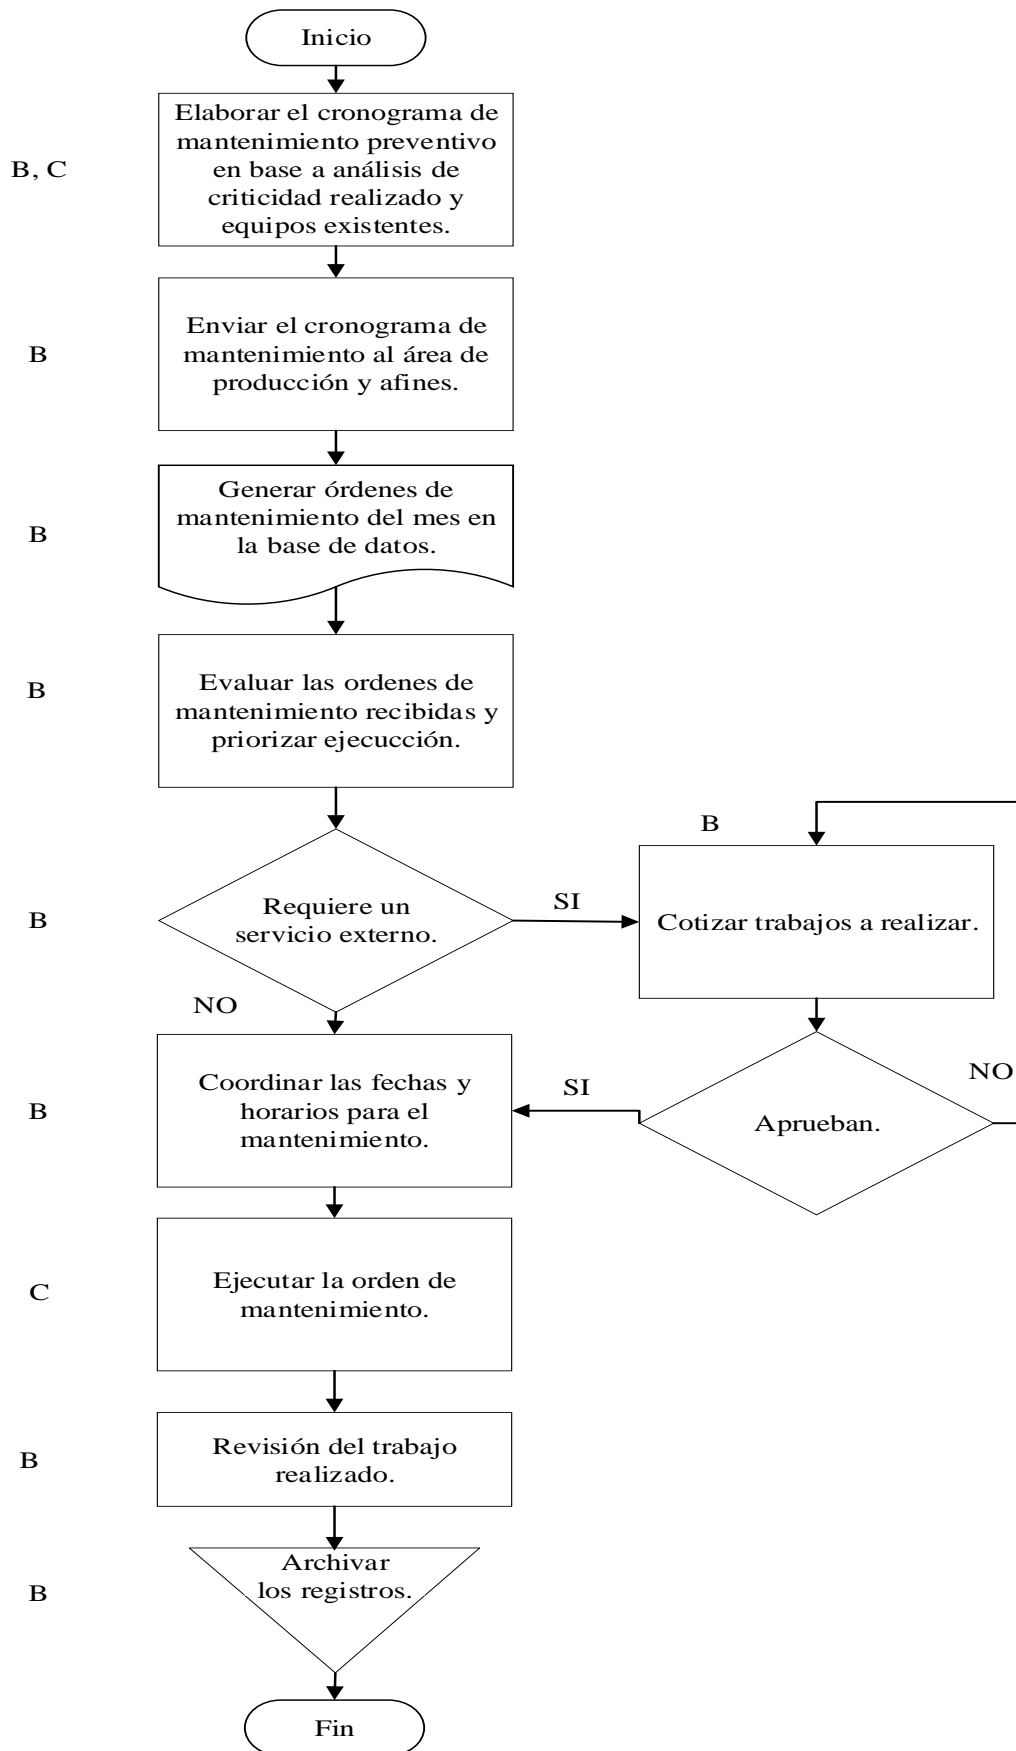 Inicio
B, C
Elaborar el cronograma de
mantenimiento preventivo
en base a análisis de
criticidad realizado y
equipos existentes.
B
Enviar el cronograma de
mantenimiento al área de
producción y afines.
B
Generar órdenes de
mantenimiento del mes en
la base de datos.
B
Evaluar las ordenes de
mantenimiento recibidas y
priorizar ejecucción.
B
Requiere un
servicio externo.
SI
B
Cotizar trabajos a realizar.
NO
B
Coordinar las fechas y
horarios para el
mantenimiento.
SI
Aprueban.
NO
C
Ejecutar la orden de
mantenimiento.
B
Revisión del trabajo
realizado.
B
Archivar
los registros.
Fin